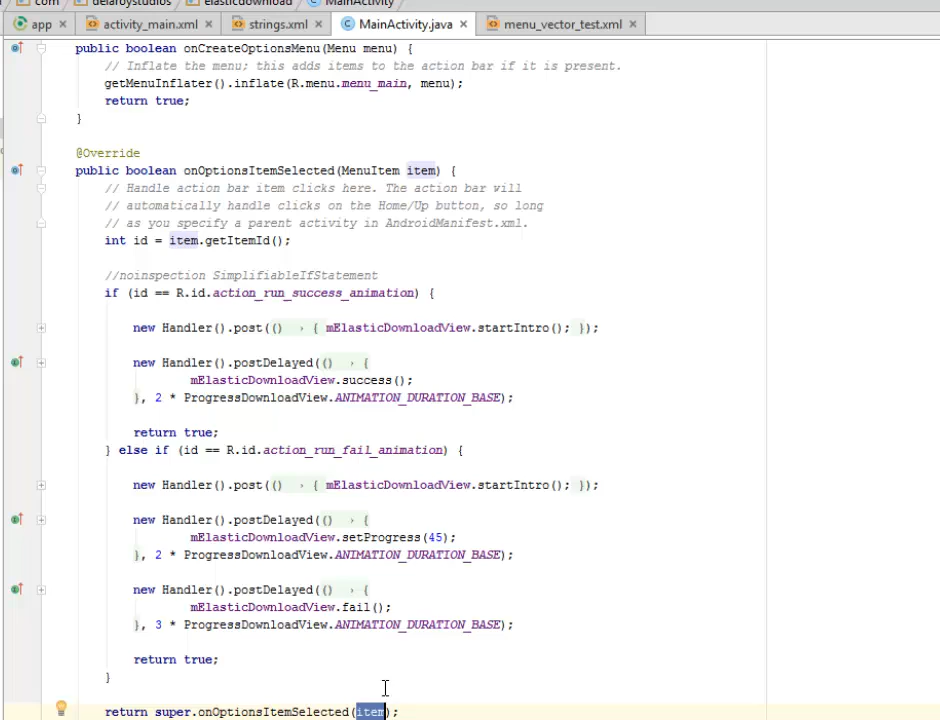 com delaroystudios elasticdownload MainActivity
app × activity_main.xml × strings.xml × MainActivity.java × menu_vector_test.xml ×
public boolean onCreateOptionsMenu(Menu menu) {
// Inflate the menu; this adds items to the action bar if it is present.
getMenuInflater().inflate(R.menu.menu_main, menu);
return true;
}
@Override
public boolean onOptionsItemSelected(MenuItem item) {
// Handle action bar item clicks here. The action bar will
// automatically handle clicks on the Home/Up button, so long
// as you specify a parent activity in AndroidManifest.xml.
int id = item.getItemId();
//noinspection SimplifiableIfStatement
if (id == R.id.action_run_success_animation) {
new Handler().post(() → { mElasticDownloadView.startIntro(); });
new Handler().postDelayed(() → {
mElasticDownloadView.success();
}, 2 * ProgressDownloadView.ANIMATION_DURATION_BASE);
return true;
} else if (id == R.id.action_run_fail_animation) {
new Handler().post(() → { mElasticDownloadView.startIntro(); });
new Handler().postDelayed(() → {
mElasticDownloadView.setProgress(45);
}, 2 * ProgressDownloadView.ANIMATION_DURATION_BASE);
new Handler().postDelayed(() → {
mElasticDownloadView.fail();
}, 3 * ProgressDownloadView.ANIMATION_DURATION_BASE);
return true;
}
return super.onOptionsItemSelected(item);